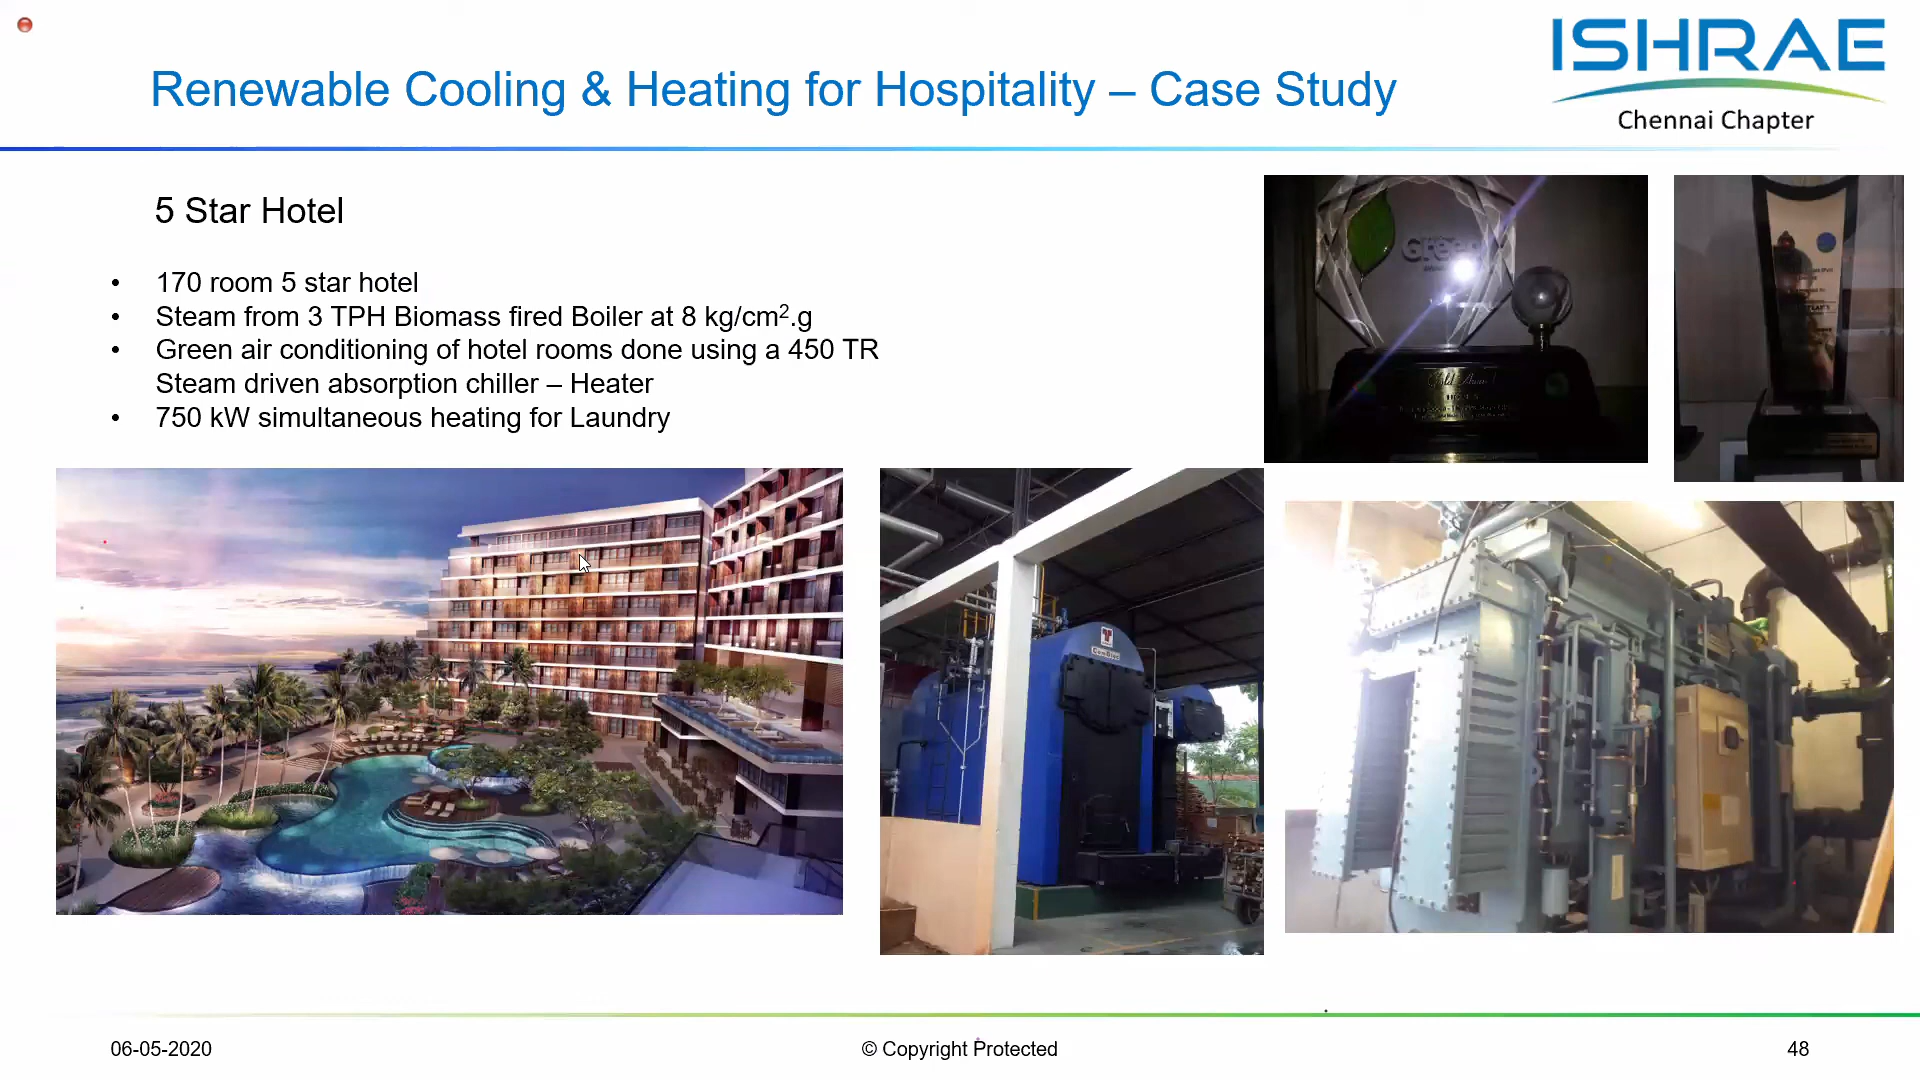 ISHRAE
Chennai Chapter
Renewable Cooling & Heating for Hospitality – Case Study
5 Star Hotel
• 170 room 5 star hotel
• Steam from 3 TPH Biomass fired Boiler at 8 kg/cm².g
• Green air conditioning of hotel rooms done using a 450 TR
Steam driven absorption chiller – Heater
• 750 kW simultaneous heating for Laundry
06-05-2020
© Copyright Protected
48